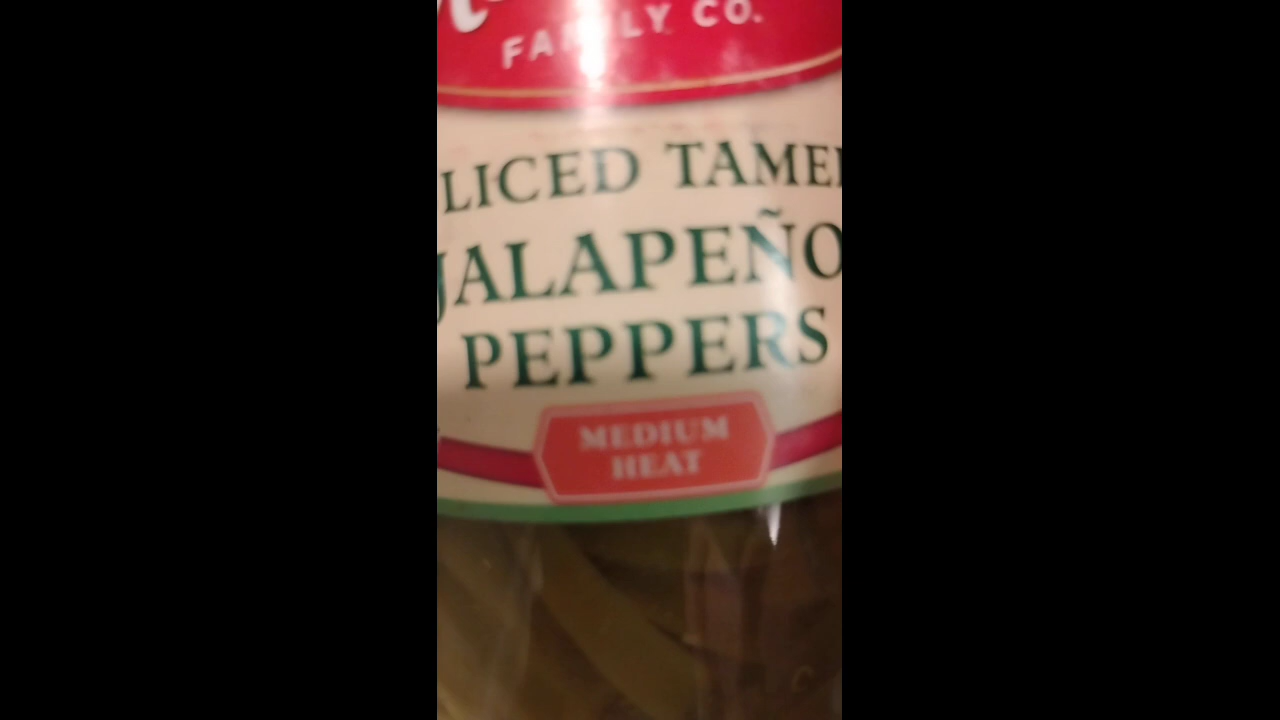 FAMILY CO.
LICED TAME
JALAPEÑO
PEPPERS
MEDIUM
HEAT